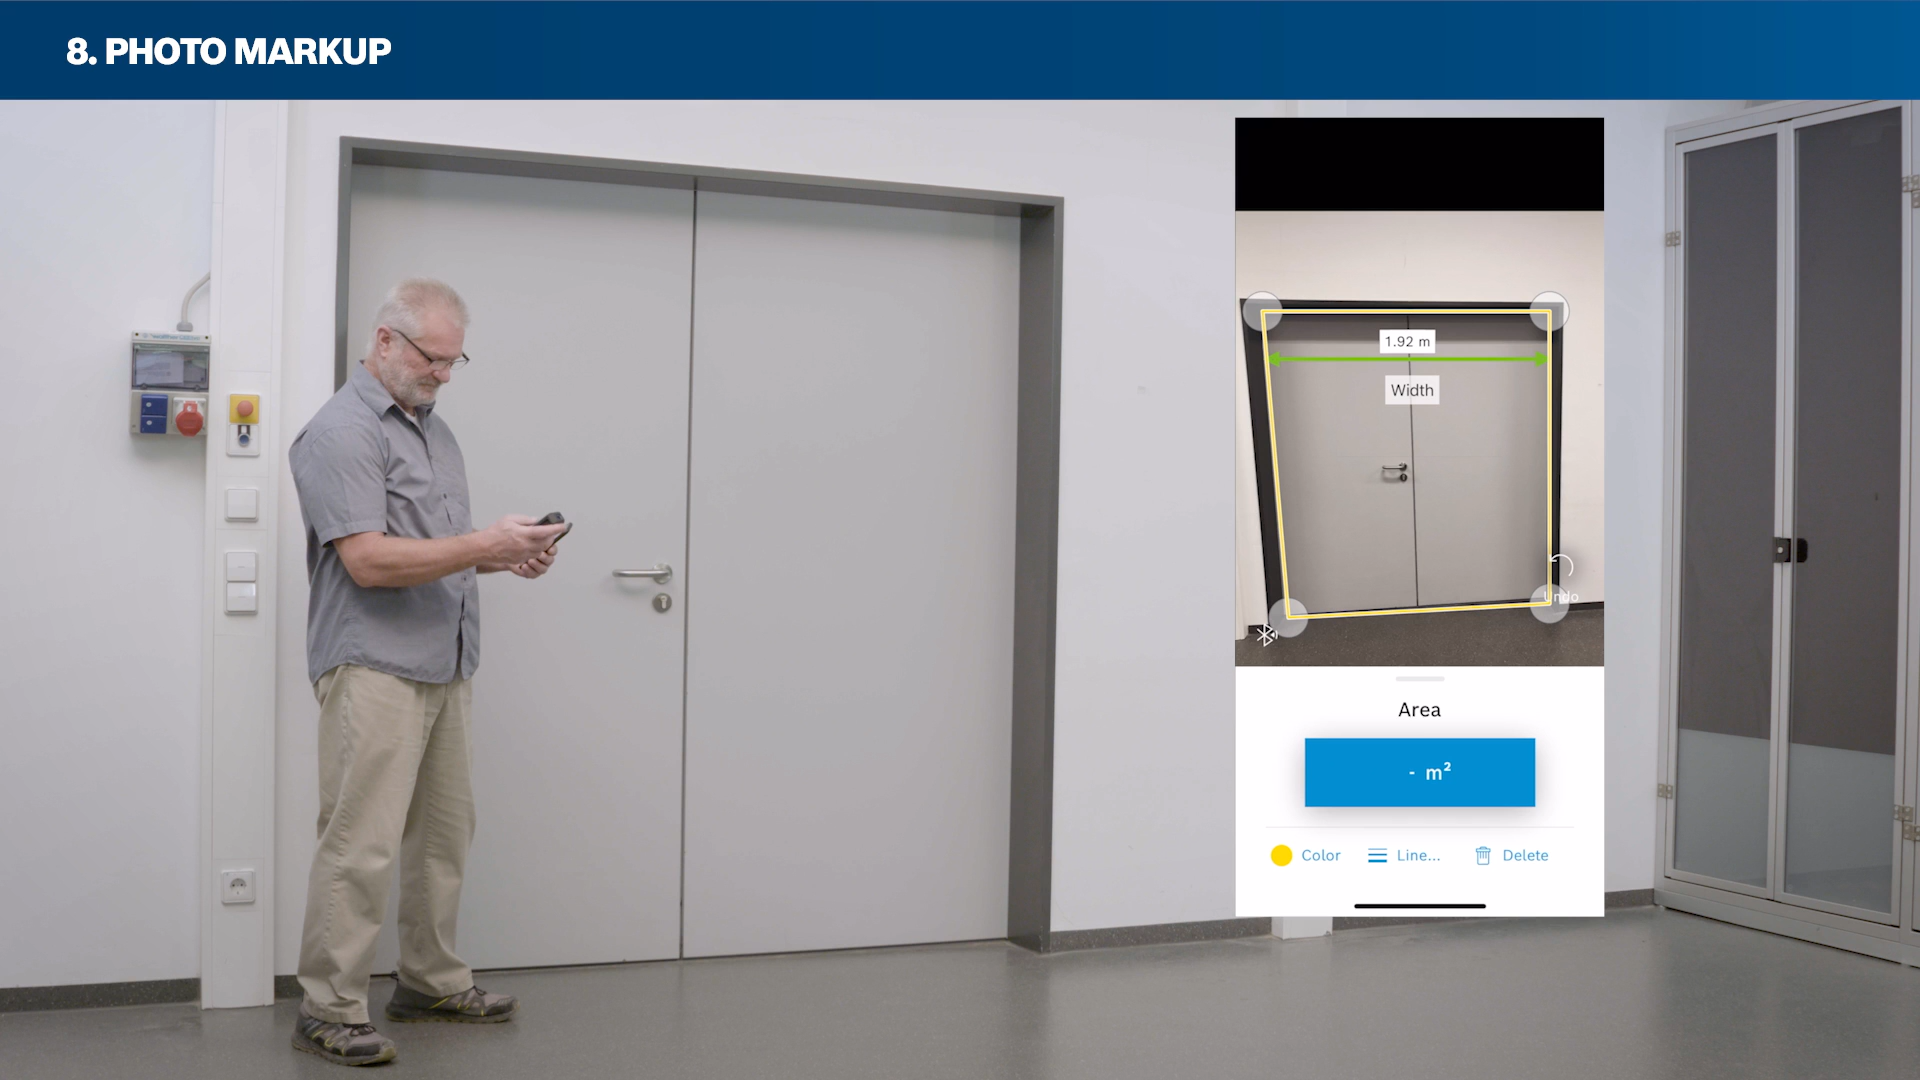 8. PHOTO MARKUP
1.92 m
Width
Undo
Area
- m²
Color
Line...
Delete